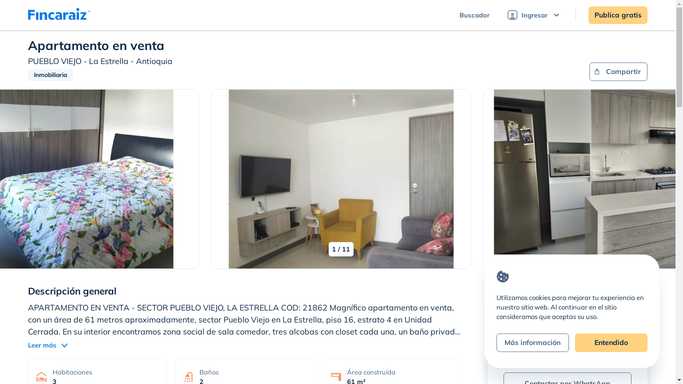 Fincaraiz
Buscador
Ingresar
Publica gratis
Apartamento en venta
PUEBLO VIEJO - La Estrella - Antioquia
Inmobiliaria
Compartir
1 / 11
Descripción general
APARTAMENTO EN VENTA - SECTOR PUEBLO VIEJO, LA ESTRELLA COD: 21862 Magnífico apartamento en venta,
con un área de 61 metros aproximadamente, sector Pueblo Viejo en La Estrella, piso 16, estrato 4 en Unidad
Cerrada. En su interior encontramos zona social de sala comedor, tres alcobas con closet cada una, un baño privad...
Leer más
Habitaciones
3
Baños
2
Área construida
61 m²
Utilizamos cookies para mejorar tu experiencia en
nuestro sitio web. Al continuar en el sitio
consideramos que aceptas su uso.
Más información
Entendido
Contactar por WhatsApp